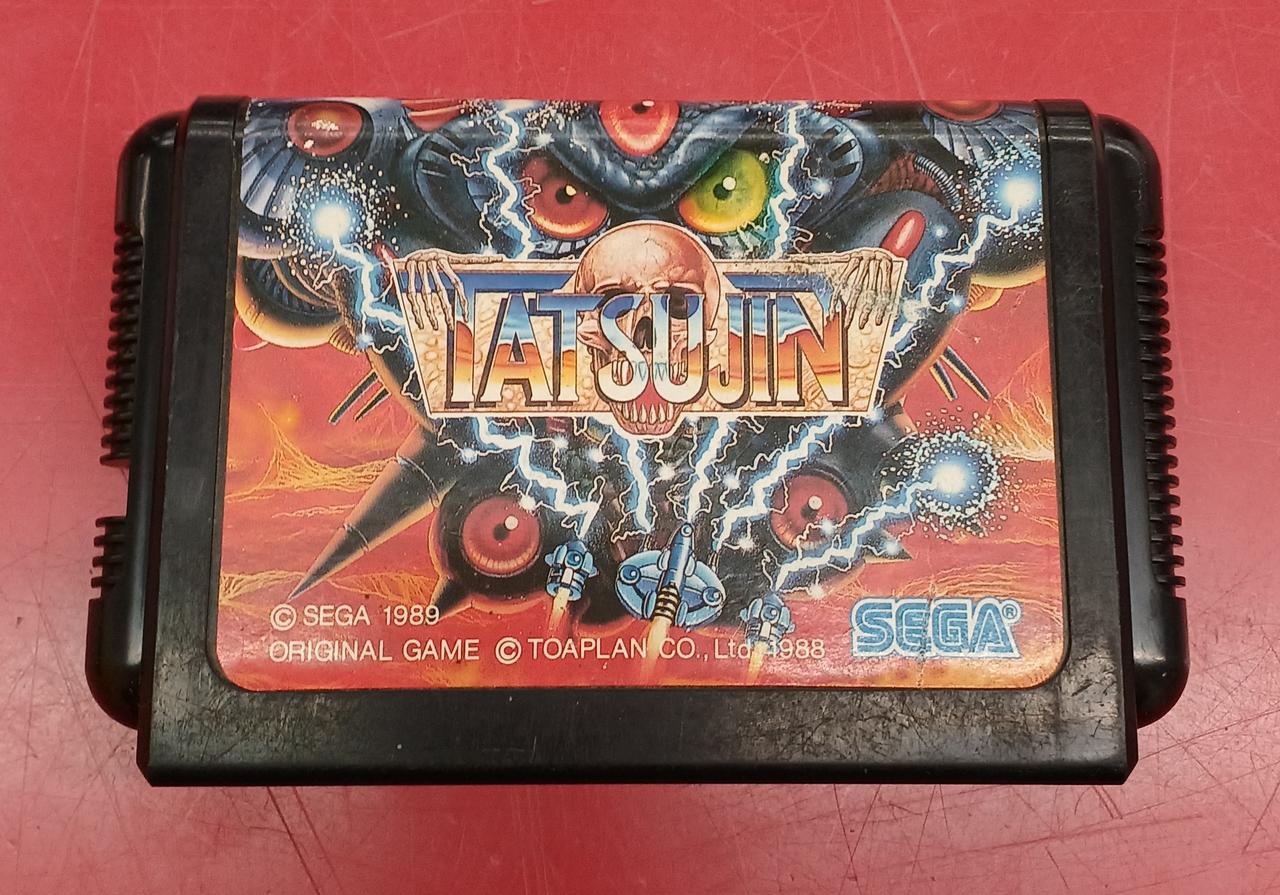 TATSUJIN
© SEGA 1989
ORIGINAL GAME © TOAPLAN CO., Ltd 1988
SEGA®